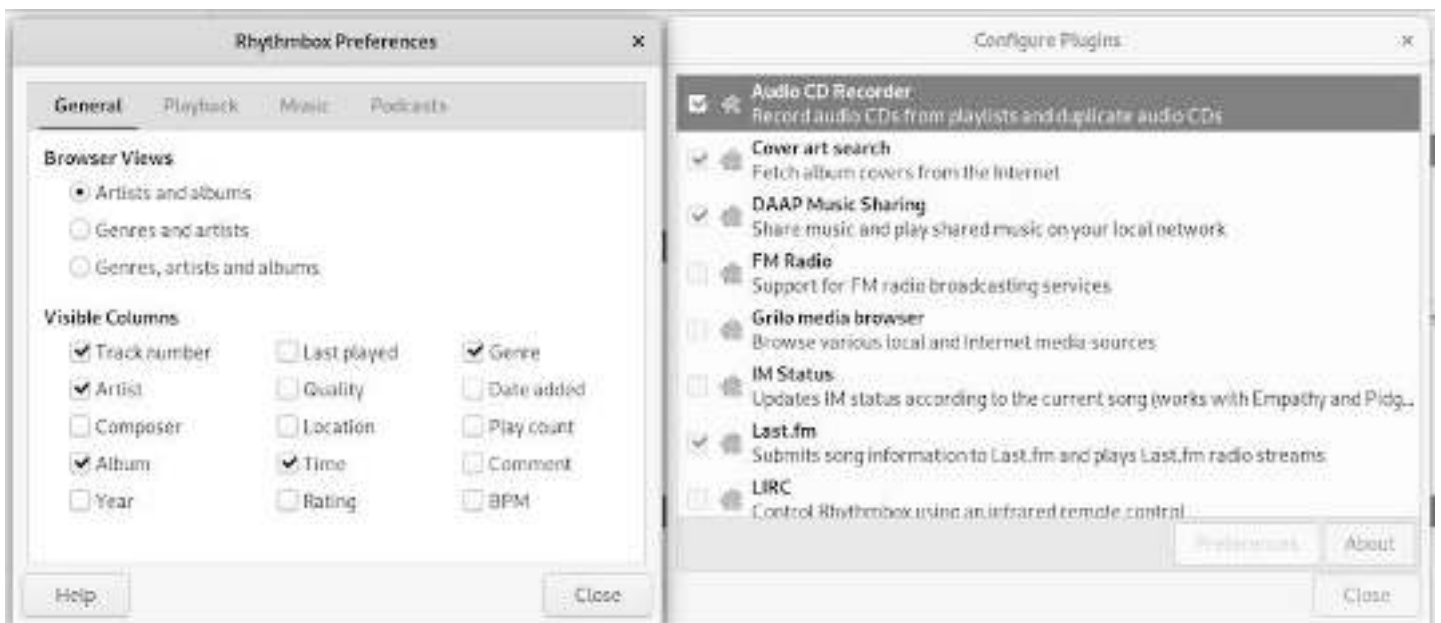 Rhythmbox Preferences
General Playback Music Podcasts
Browser Views
Artists and albums
Genres and artists
Genres, artists and albums
Visible Columns
Track number Last played Genre
Artist Quality Date added
Composer Location Play count
Album Time Comment
Year Rating BPM
Help Close
Configure Plugins
Audio CD Recorder
Record audio CDs from playlists and duplicate audio CDs
Cover art search
Fetch album covers from the Internet
DAAP Music Sharing
Share music and play shared music on your local network
FM Radio
Support for FM radio broadcasting services
Grilo media browser
Browse various local and Internet media sources
IM Status
Updates IM status according to the current song (works with Empathy and Pidg...
Last.fm
Submits song information to Last.fm and plays Last.fm radio streams
LIRC
Control Rhythmbox using an infrared remote control
Preferences About
Close